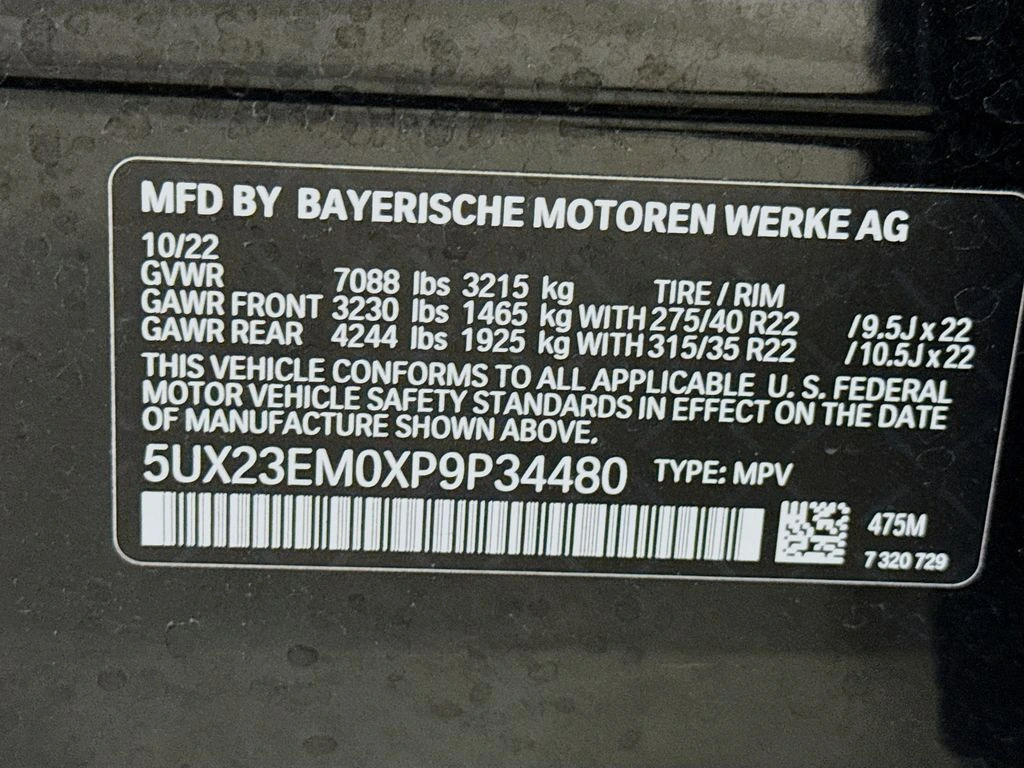 MFD BY BAYERISCHE MOTOREN WERKE AG
10/22
GVWR 7088 lbs 3215 kg TIRE / RIM
GAWR FRONT 3230 lbs 1465 kg WITH 275/40 R22 /9.5J x 22
GAWR REAR 4244 lbs 1925 kg WITH 315/35 R22 /10.5J x 22
THIS VEHICLE CONFORMS TO ALL APPLICABLE U. S. FEDERAL
MOTOR VEHICLE SAFETY STANDARDS IN EFFECT ON THE DATE
OF MANUFACTURE SHOWN ABOVE.
5UX23EM0XP9P34480 TYPE: MPV
475M
7 320 729